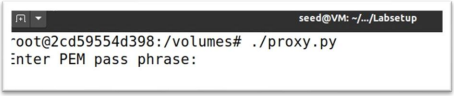 seed@VM: ~/.../Labsetup
root@2cd59554d398:/volumes# ./proxy.py
Enter PEM pass phrase: